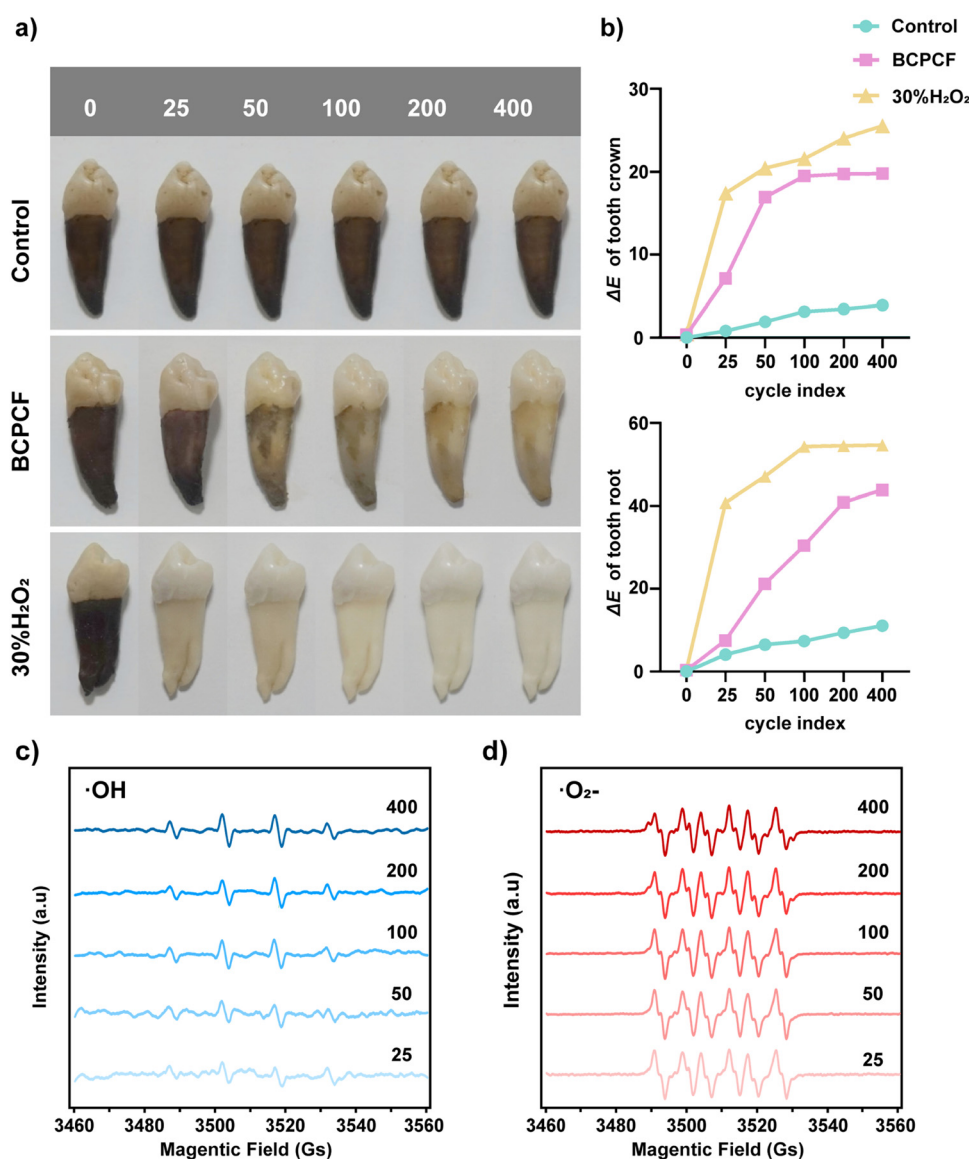 a)
0 25 50 100 200 400
Control
BCPCF
30%H₂O₂
b)
Control
BCPCF
30%H₂O₂
ΔE of tooth crown
30
20
10
0
0 25 50 100 200 400
cycle index
ΔE of tooth root
60
40
20
0
0 25 50 100 200 400
cycle index
c)
·OH
Intensity (a.u)
400
200
100
50
25
3460 3480 3500 3520 3540 3560
Magentic Field (Gs)
d)
·O₂-
Intensity (a.u)
400
200
100
50
25
3460 3480 3500 3520 3540 3560
Magentic Field (Gs)